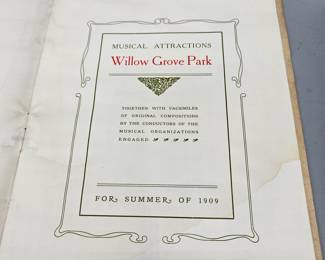 MUSICAL ATTRACTIONS
Willow Grove Park
TOGETHER WITH FACSIMILES
OF ORIGINAL COMPOSITIONS
BY THE CONDUCTORS OF THE
MUSICAL ORGANIZATIONS
ENGAGED
FOR SUMMER OF 1909